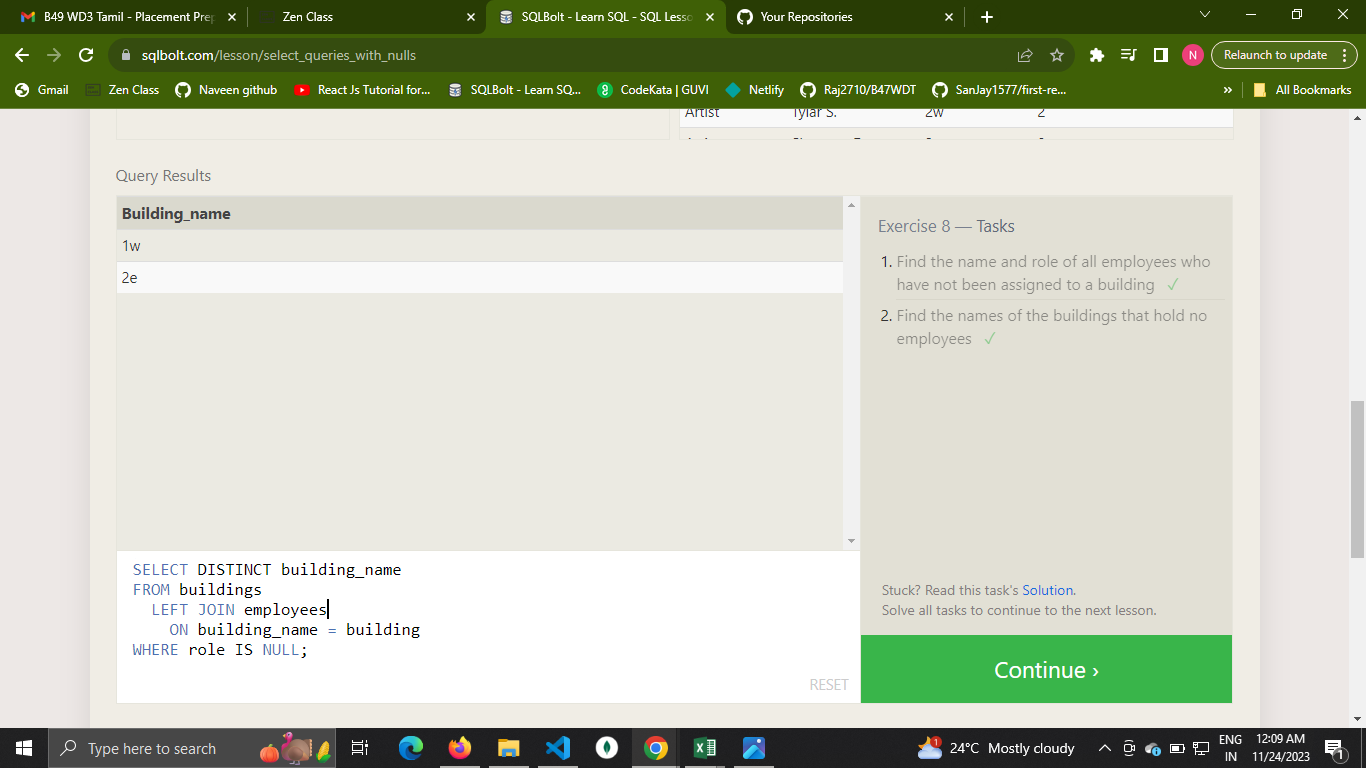 B49 WD3 Tamil - Placement Prep
Zen Class
SQLBolt - Learn SQL - SQL Lesso
Your Repositories
sqlbolt.com/lesson/select_queries_with_nulls
N
Relaunch to update
Gmail
Zen Class
Naveen github
React Js Tutorial for...
SQLBolt - Learn SQ...
CodeKata | GUVI
Netlify
Raj2710/B47WDT
SanJay1577/first-re...
»
All Bookmarks
Artist Tylar S. 2w 2
Query Results
Building_name
1w
2e
Exercise 8 — Tasks
1. Find the name and role of all employees who
have not been assigned to a building ✓
2. Find the names of the buildings that hold no
employees ✓
SELECT DISTINCT building_name
FROM buildings
LEFT JOIN employees
ON building_name = building
WHERE role IS NULL;
RESET
Stuck? Read this task's Solution.
Solve all tasks to continue to the next lesson.
Continue ›
Type here to search
1
24°C Mostly cloudy
ENG
IN
12:09 AM
11/24/2023
1